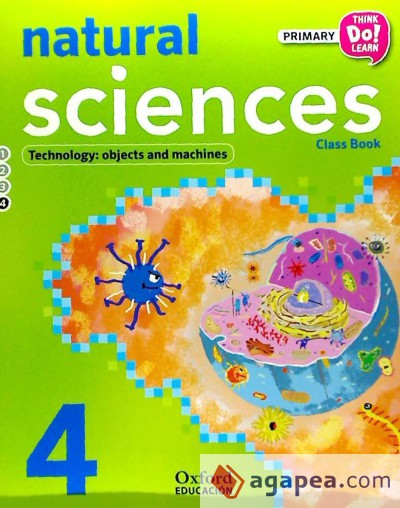 natural
sciences
PRIMARY
THINK
Do!
LEARN
Class Book
Technology: objects and machines
1
2
3
4
4
Oxford
EDUCACIÓN
agapea.com